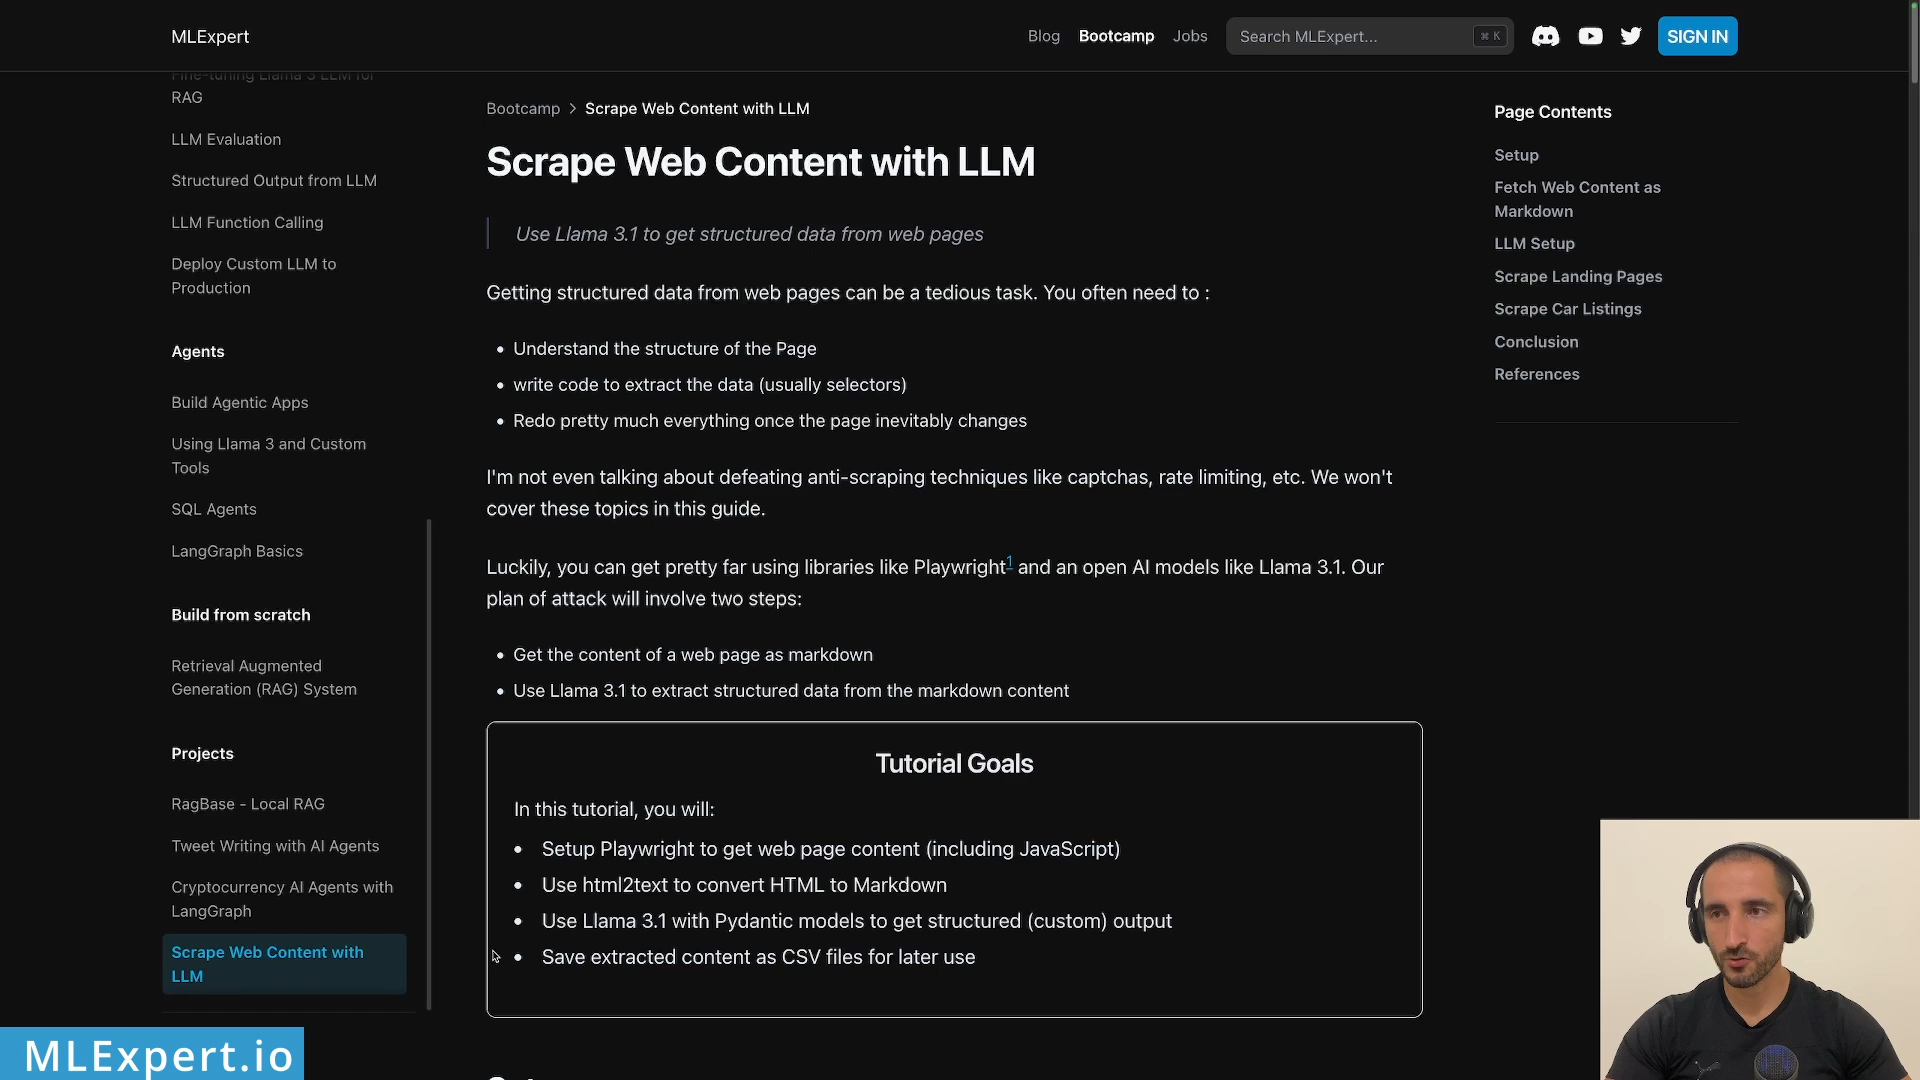 MLExpert
Blog
Bootcamp
Jobs
Search MLExpert...
⌘ K
SIGN IN
Fine-tuning Llama 3 LLM for
RAG
LLM Evaluation
Structured Output from LLM
LLM Function Calling
Deploy Custom LLM to
Production
Agents
Build Agentic Apps
Using Llama 3 and Custom
Tools
SQL Agents
LangGraph Basics
Build from scratch
Retrieval Augmented
Generation (RAG) System
Projects
RagBase - Local RAG
Tweet Writing with AI Agents
Cryptocurrency AI Agents with
LangGraph
Scrape Web Content with
LLM
Bootcamp > Scrape Web Content with LLM
Scrape Web Content with LLM
Use Llama 3.1 to get structured data from web pages
Getting structured data from web pages can be a tedious task. You often need to :
• Understand the structure of the Page
• write code to extract the data (usually selectors)
• Redo pretty much everything once the page inevitably changes
I'm not even talking about defeating anti-scraping techniques like captchas, rate limiting, etc. We won't
cover these topics in this guide.
Luckily, you can get pretty far using libraries like Playwright1 and an open AI models like Llama 3.1. Our
plan of attack will involve two steps:
• Get the content of a web page as markdown
• Use Llama 3.1 to extract structured data from the markdown content
Tutorial Goals
In this tutorial, you will:
• Setup Playwright to get web page content (including JavaScript)
• Use html2text to convert HTML to Markdown
• Use Llama 3.1 with Pydantic models to get structured (custom) output
• Save extracted content as CSV files for later use
Page Contents
Setup
Fetch Web Content as
Markdown
LLM Setup
Scrape Landing Pages
Scrape Car Listings
Conclusion
References
MLExpert.io